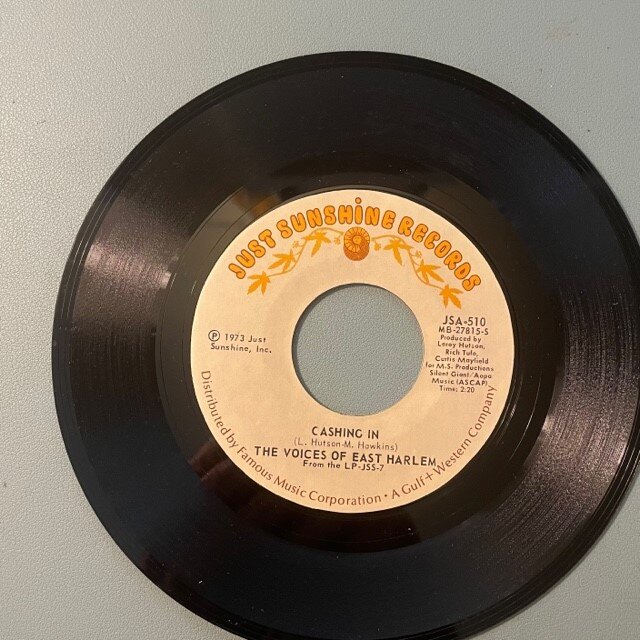 JUST SUNSHINE RECORDS
JSA-510
MB-27815-S
Produced by
Leroy Hutson,
Rich Tufo,
Curtis Mayfield
for M.S. Productions
Silent Giant/Aopa
Music (ASCAP)
Time: 2:20
℗ 1973 Just
Sunshine, Inc.
CASHING IN
(L. Hutson-M. Hawkins)
THE VOICES OF EAST HARLEM
From the LP-JSS-7
Distributed by Famous Music Corporation • A Gulf + Western Company